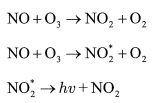 NO + O₃ → NO₂ + O₂
NO + O₃ → NO₂* + O₂
NO₂* → hν + NO₂